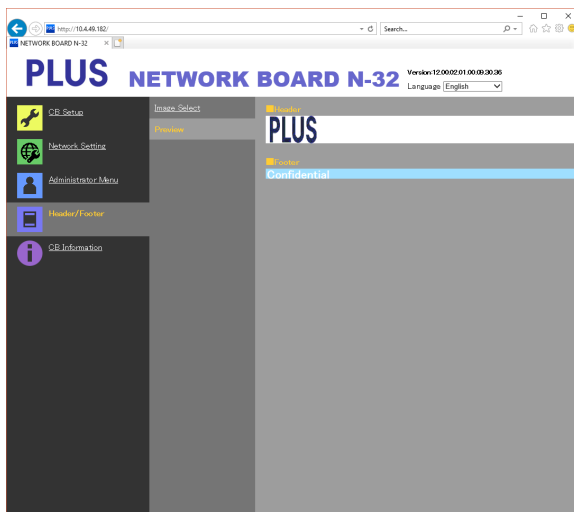 http://10.4.49.182/
Search...
NETWORK BOARD N-32
PLUS NETWORK BOARD N-32
Version:12.00.02.01.00.09.30.36
Language English
CB Setup
Network Setting
Administrator Menu
Header/Footer
CB Information
Image Select
Preview
■Header
PLUS
■Footer
Confidential